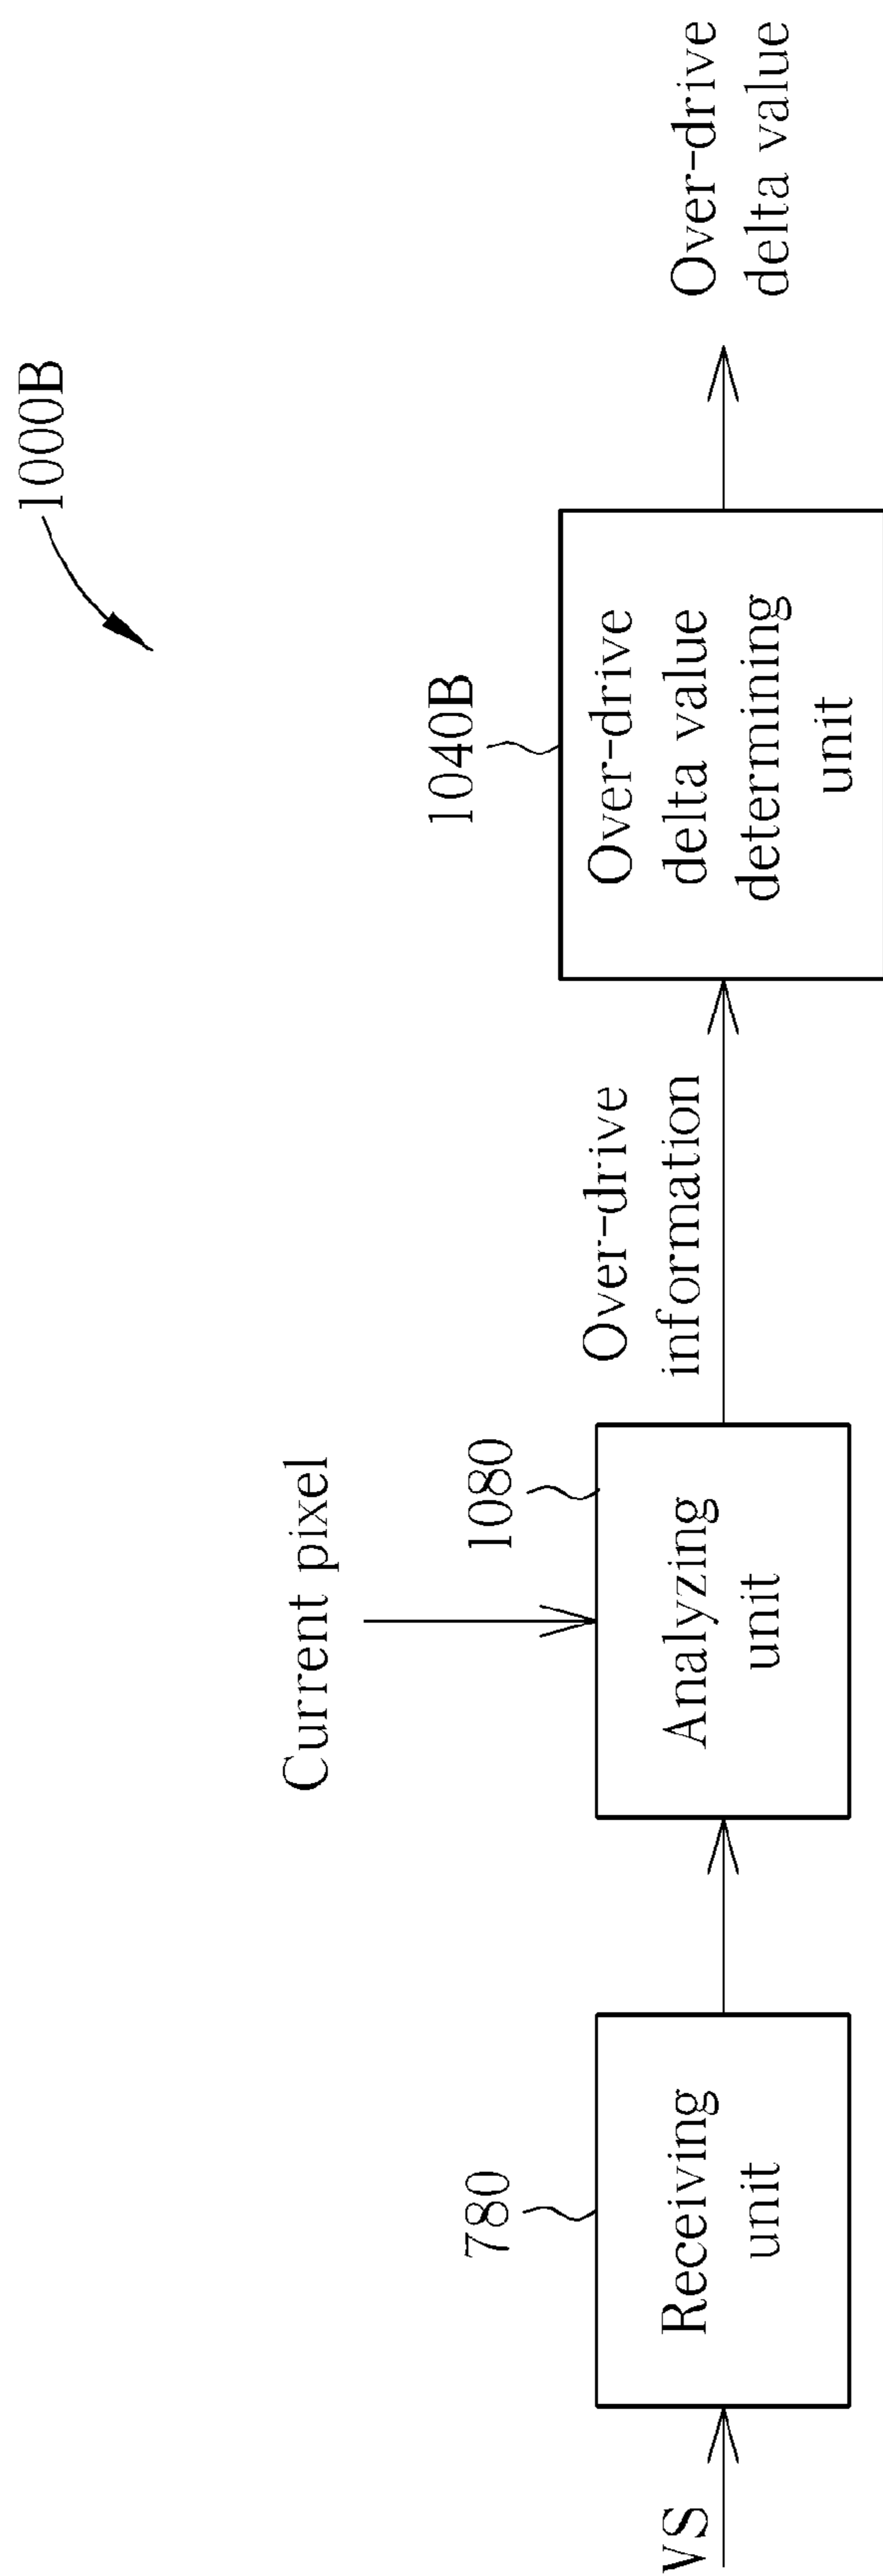 1000B
Current pixel
VS
780
Receiving
unit
1080
Analyzing
unit
Over-drive
information
1040B
Over-drive
delta value
determining
unit
Over-drive
delta value